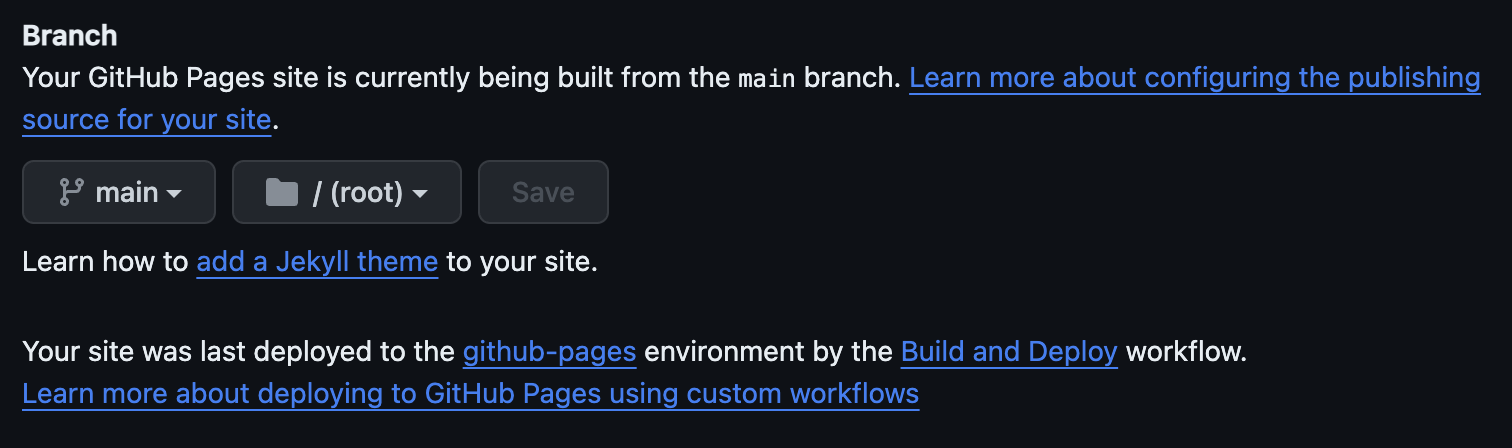 Branch
Your GitHub Pages site is currently being built from the main branch. Learn more about configuring the publishing
source for your site.
main / (root) Save
Learn how to add a Jekyll theme to your site.
Your site was last deployed to the github-pages environment by the Build and Deploy workflow.
Learn more about deploying to GitHub Pages using custom workflows